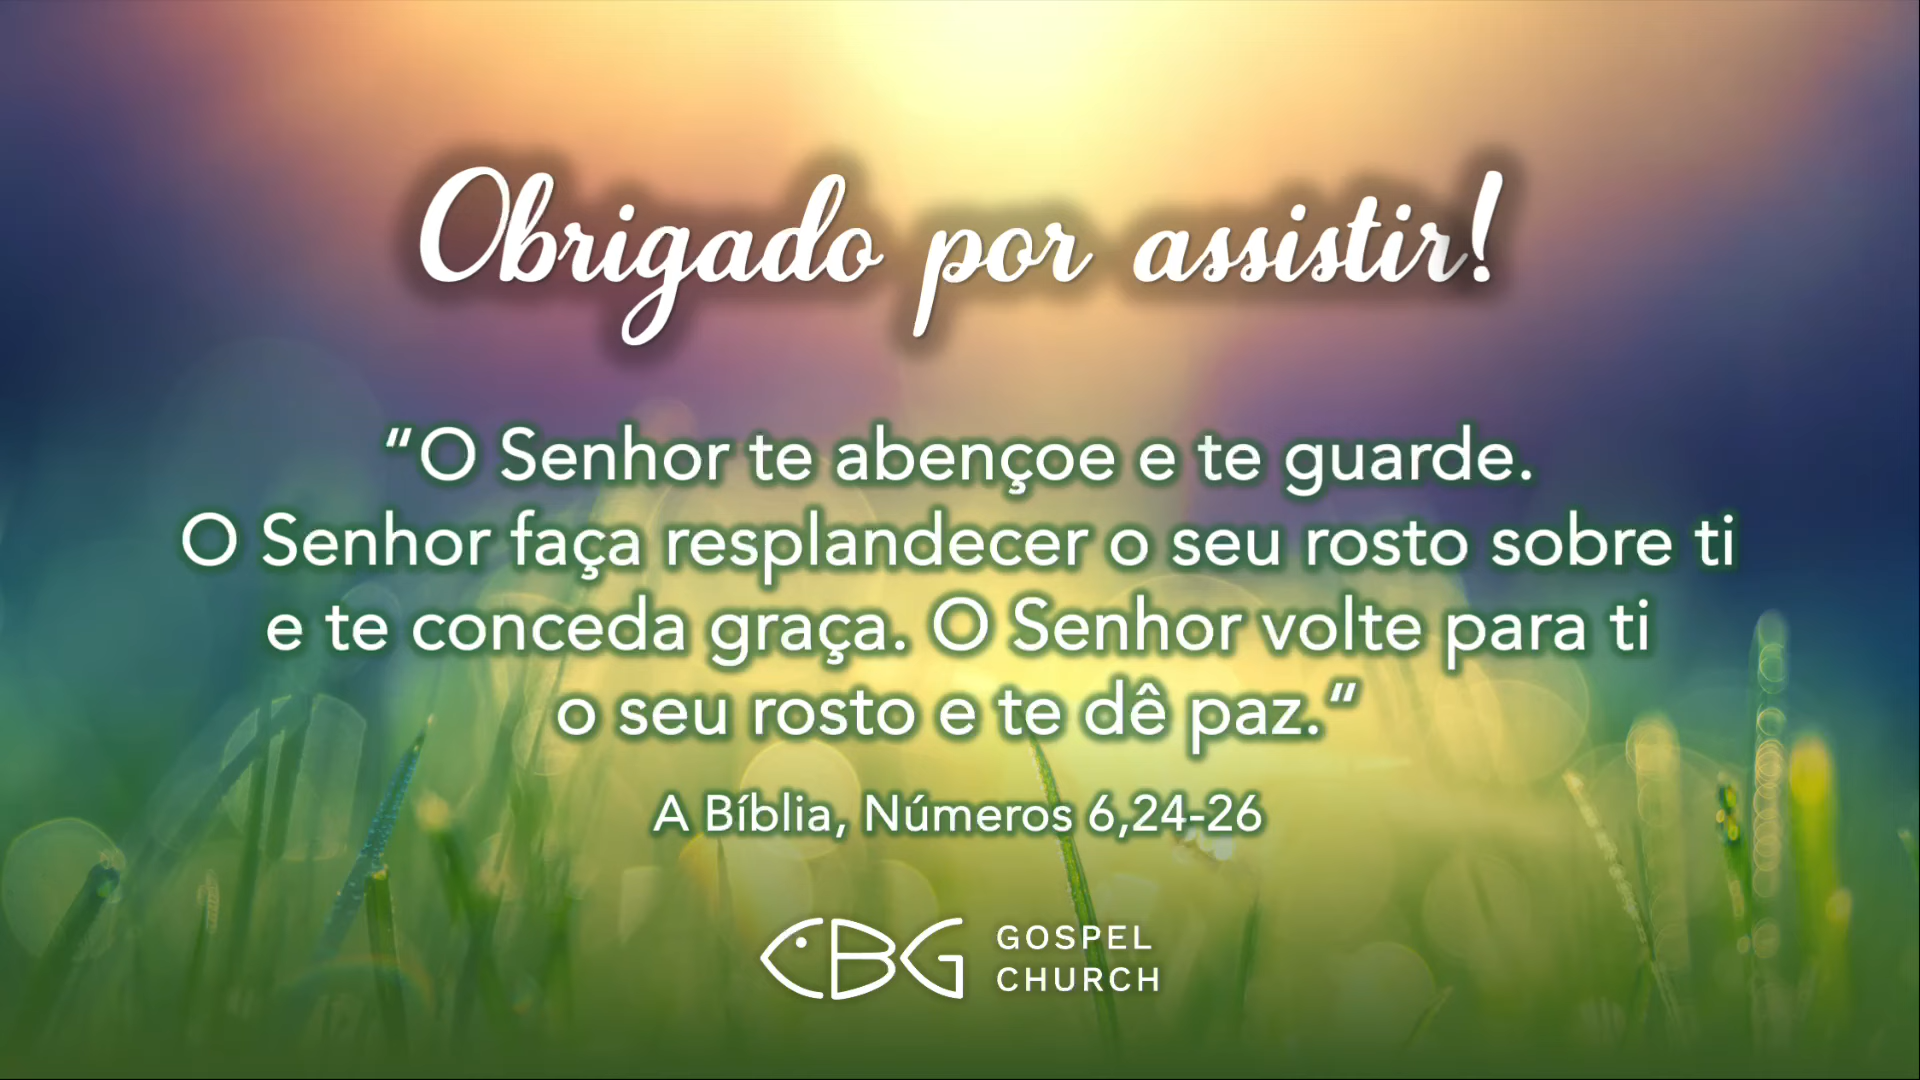 Obrigado por assistir!
“O Senhor te abençoe e te guarde.
O Senhor faça resplandecer o seu rosto sobre ti
e te conceda graça. O Senhor volte para ti
o seu rosto e te dê paz.“
A Bíblia, Números 6,24-26
CBG GOSPEL
CHURCH